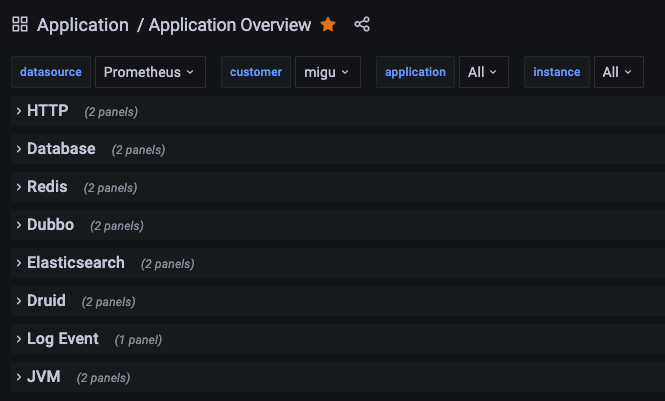 Application / Application Overview
datasource Prometheus customer migu application All instance All
HTTP (2 panels)
Database (2 panels)
Redis (2 panels)
Dubbo (2 panels)
Elasticsearch (2 panels)
Druid (2 panels)
Log Event (1 panel)
JVM (2 panels)